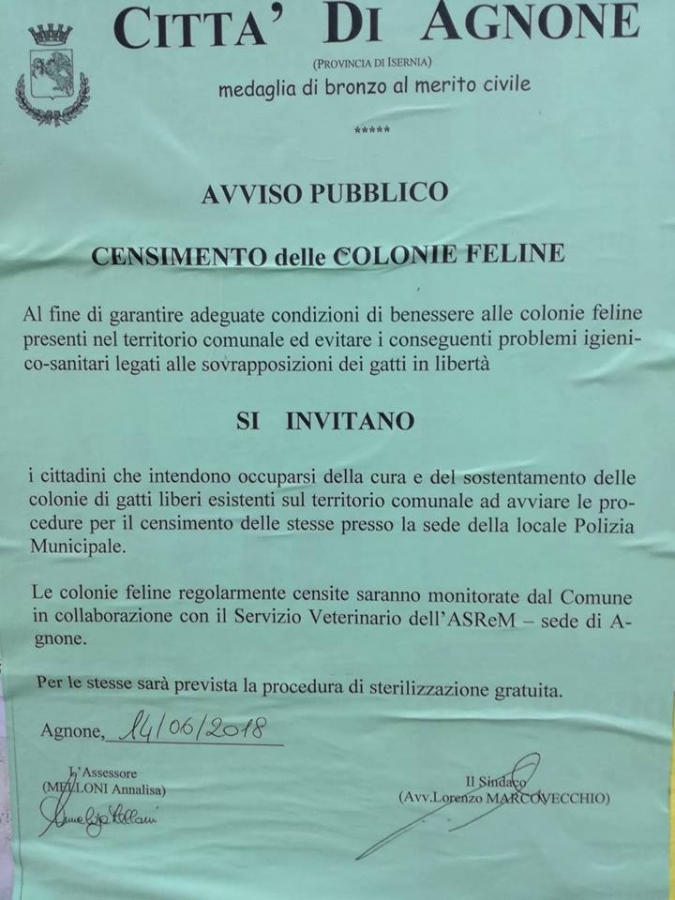 CITTA' DI AGNONE
(PROVINCIA DI ISERNIA)
medaglia di bronzo al merito civile
*****
AVVISO PUBBLICO
CENSIMENTO delle COLONIE FELINE
Al fine di garantire adeguate condizioni di benessere alle colonie feline
presenti nel territorio comunale ed evitare i conseguenti problemi igieni-
co-sanitari legati alle sovrapposizioni dei gatti in libertà
SI INVITANO
i cittadini che intendono occuparsi della cura e del sostentamento delle
colonie di gatti liberi esistenti sul territorio comunale ad avviare le pro-
cedure per il censimento delle stesse presso la sede della locale Polizia
Municipale.
Le colonie feline regolarmente censite saranno monitorate dal Comune
in collaborazione con il Servizio Veterinario dell'ASReM – sede di A-
gnone.
Per le stesse sarà prevista la procedura di sterilizzazione gratuita.
Agnone, 14/06/2018
L'Assessore
(MELLONI Annalisa)
Il Sindaco
(Avv.Lorenzo MARCOVECCHIO)